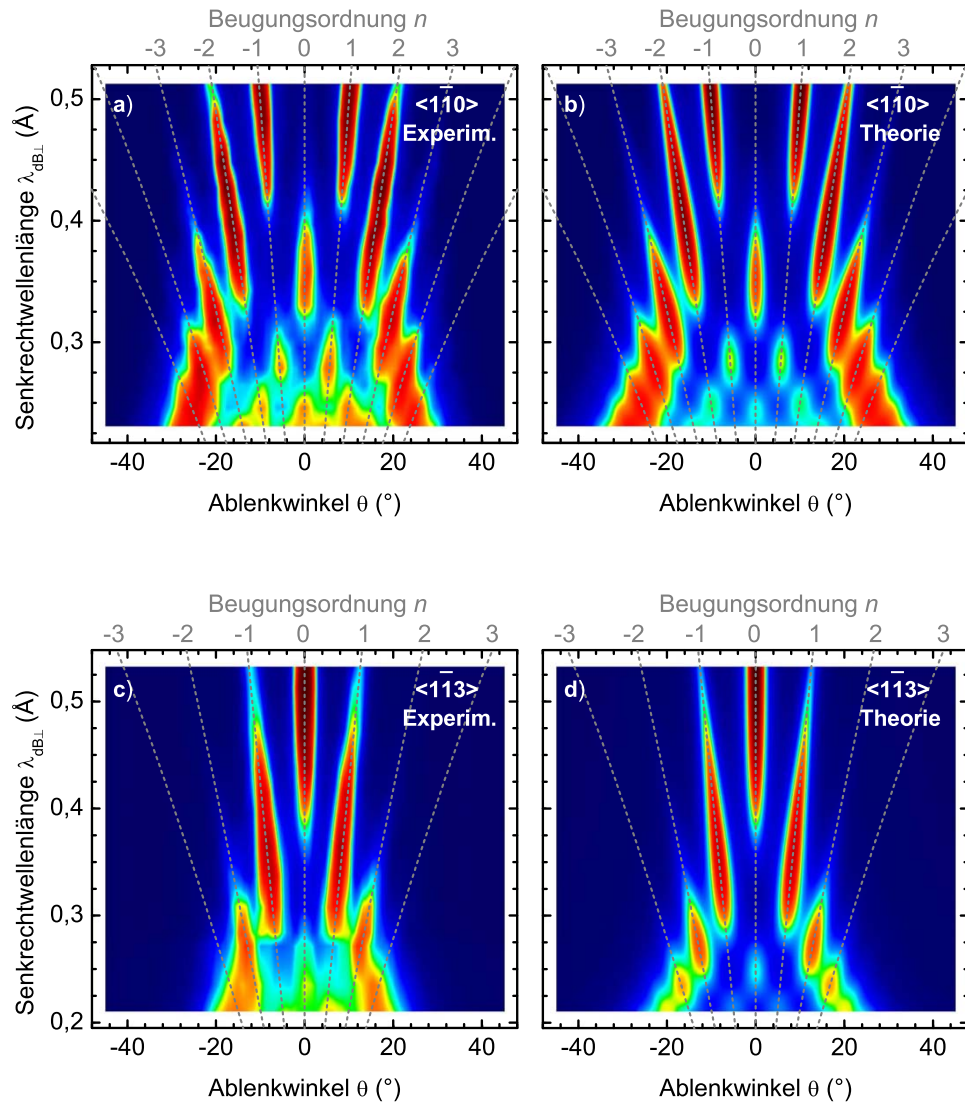 Beugungsordnung n
Beugungsordnung n
-3 -2 -1 0 1 2 3
-3 -2 -1 0 1 2 3
a) <11̅0> Experim.
b) <11̅0> Theorie
Senkrechtwellenlänge λdB⊥ (Å)
0,5
0,4
0,3
-40 -20 0 20 40
-40 -20 0 20 40
Ablenkwinkel θ (°)
Ablenkwinkel θ (°)
Beugungsordnung n
Beugungsordnung n
-3 -2 -1 0 1 2 3
-3 -2 -1 0 1 2 3
c) <11̅3> Experim.
d) <11̅3> Theorie
Senkrechtwellenlänge λdB⊥ (Å)
0,5
0,4
0,3
0,2
-40 -20 0 20 40
-40 -20 0 20 40
Ablenkwinkel θ (°)
Ablenkwinkel θ (°)